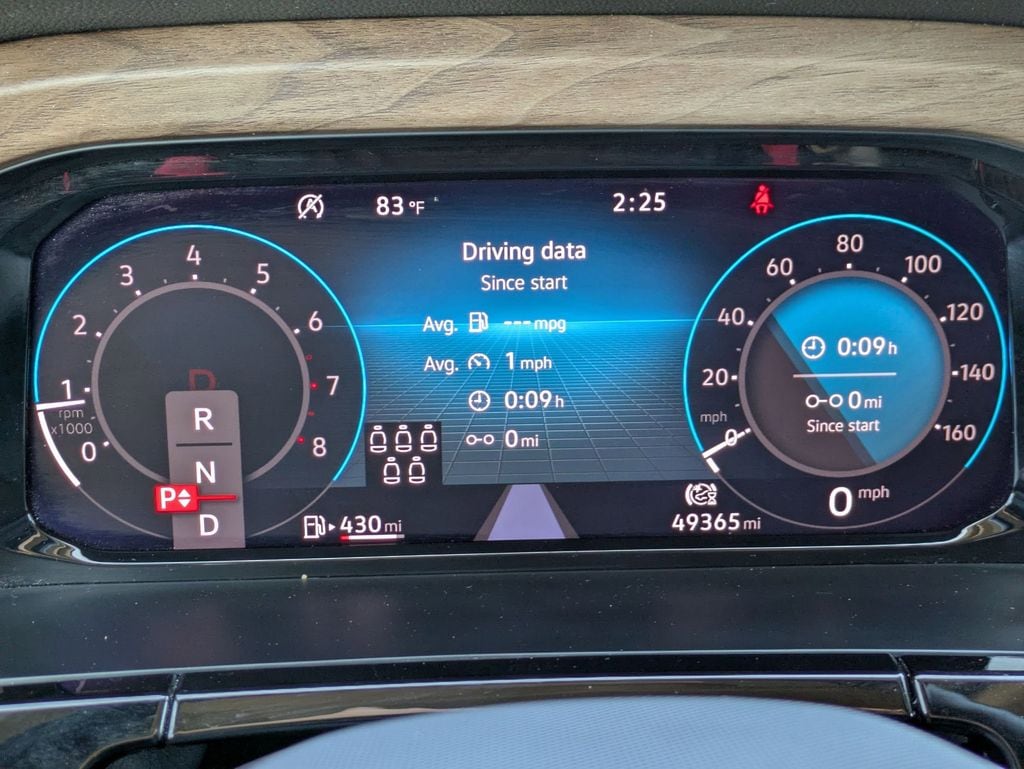 83 °F
2:25
Driving data
Since start
Avg. --- mpg
Avg. 1 mph
0:09 h
0 mi
0
1
2
3
4
5
6
7
8
rpm
x1000
D
R
N
P
D
430 mi
0
20
40
60
80
100
120
140
160
mph
0:09 h
0 mi
Since start
0 mph
49365 mi